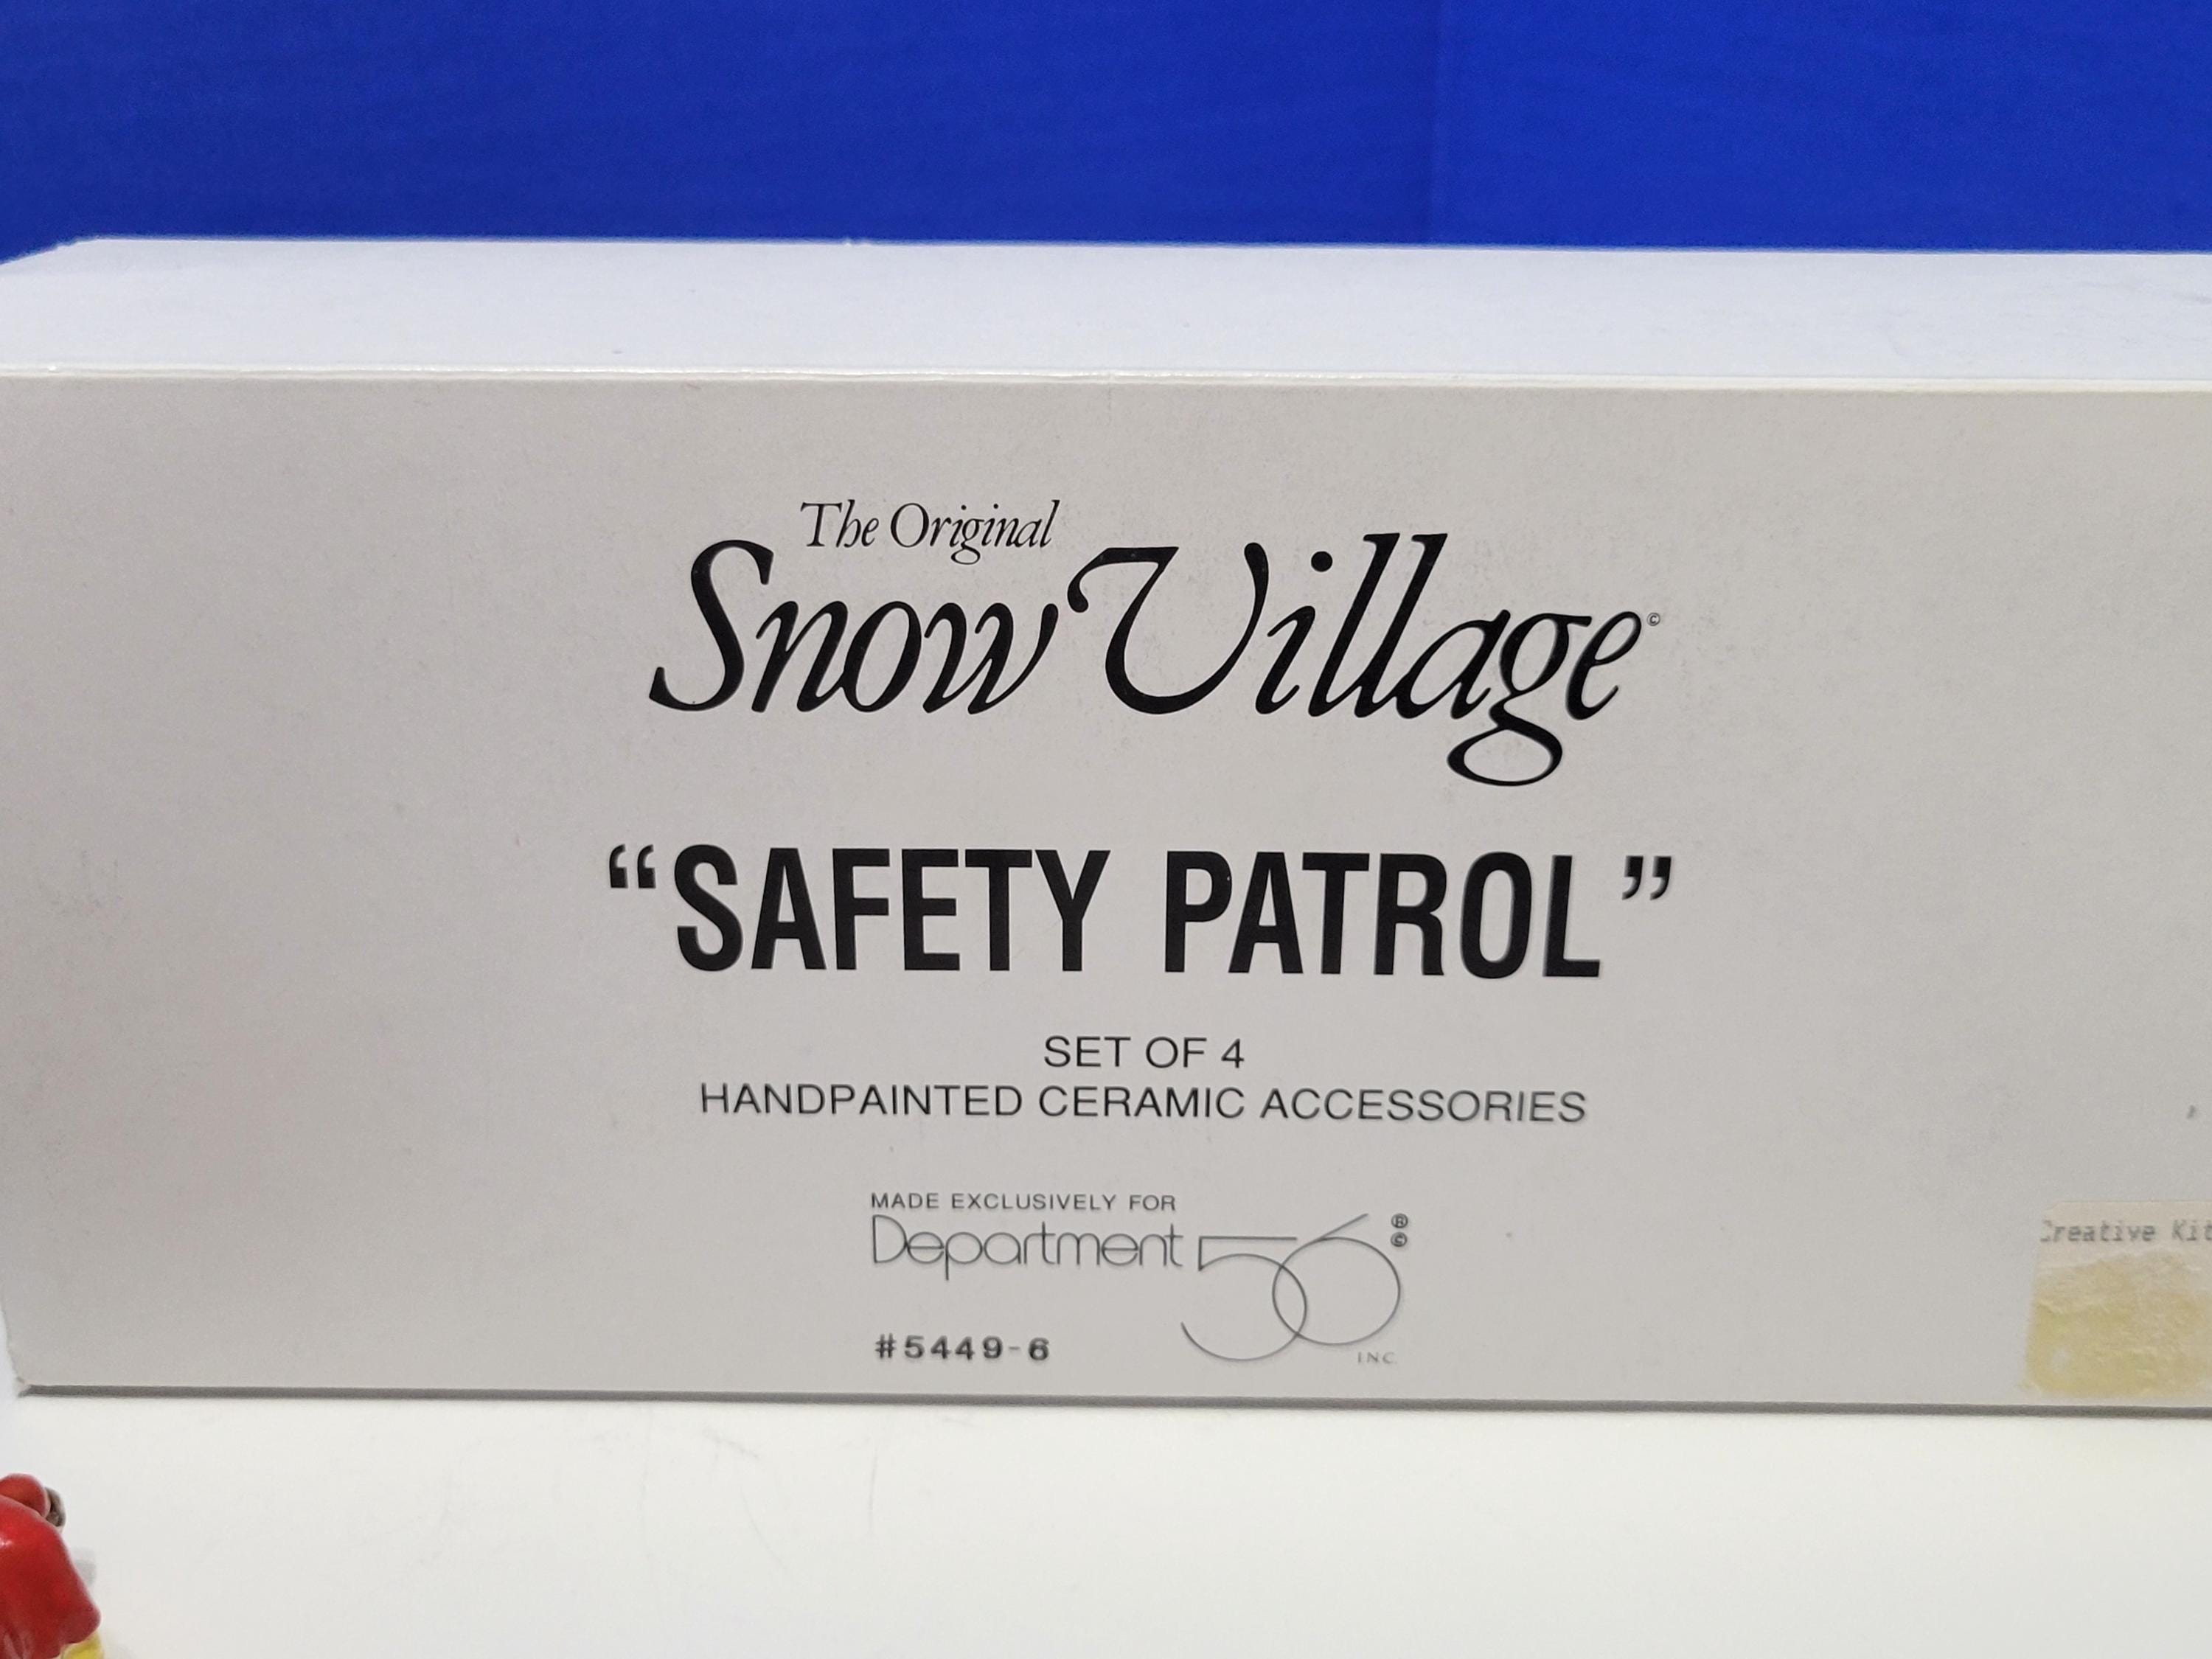 The Original
Snow Village©
“SAFETY PATROL”
SET OF 4
HANDPAINTED CERAMIC ACCESSORIES
MADE EXCLUSIVELY FOR
Department 56 ® ©
INC.
#5449-6
Creative